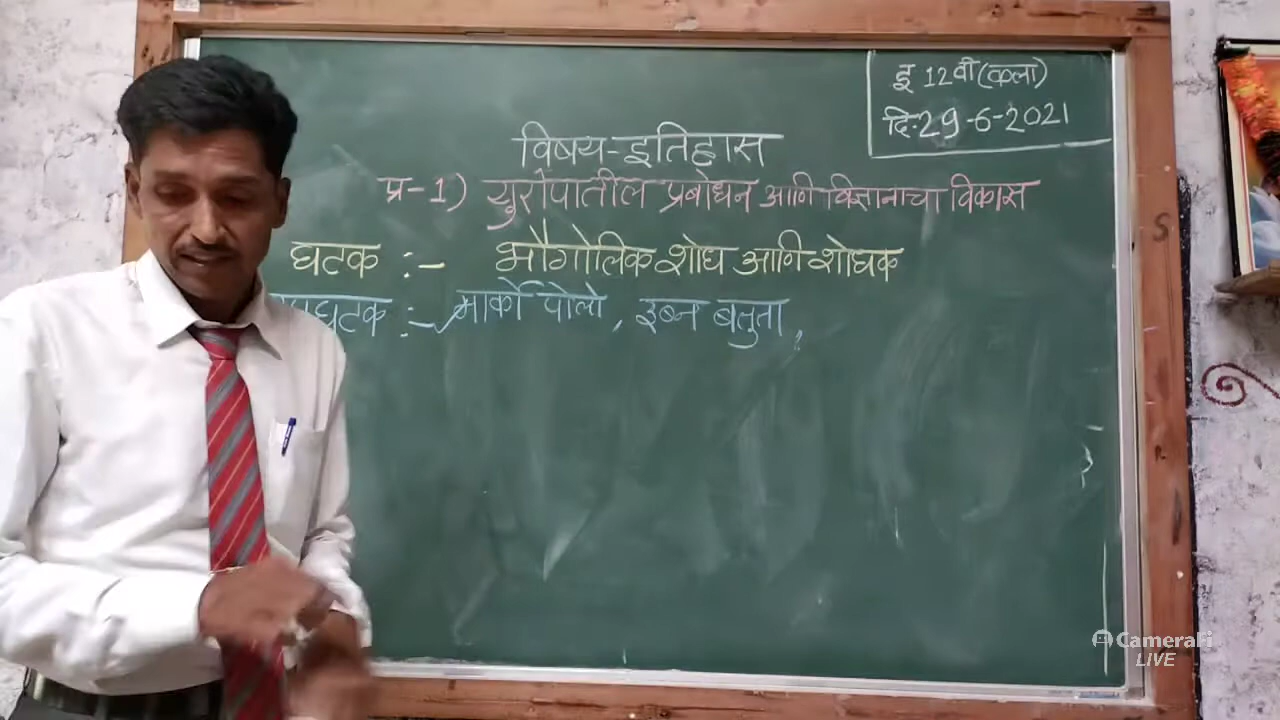 इ 12वी (कला)
दि:29-6-2021
विषय-इतिहास
प्र-1) युरोपातील प्रबोधन आणि विज्ञानाचा विकास
घटक :- भौगोलिक शोध आणि शोधक
घटक :- मार्को पोलो, इब्न बतुता,
CameraFi
LIVE